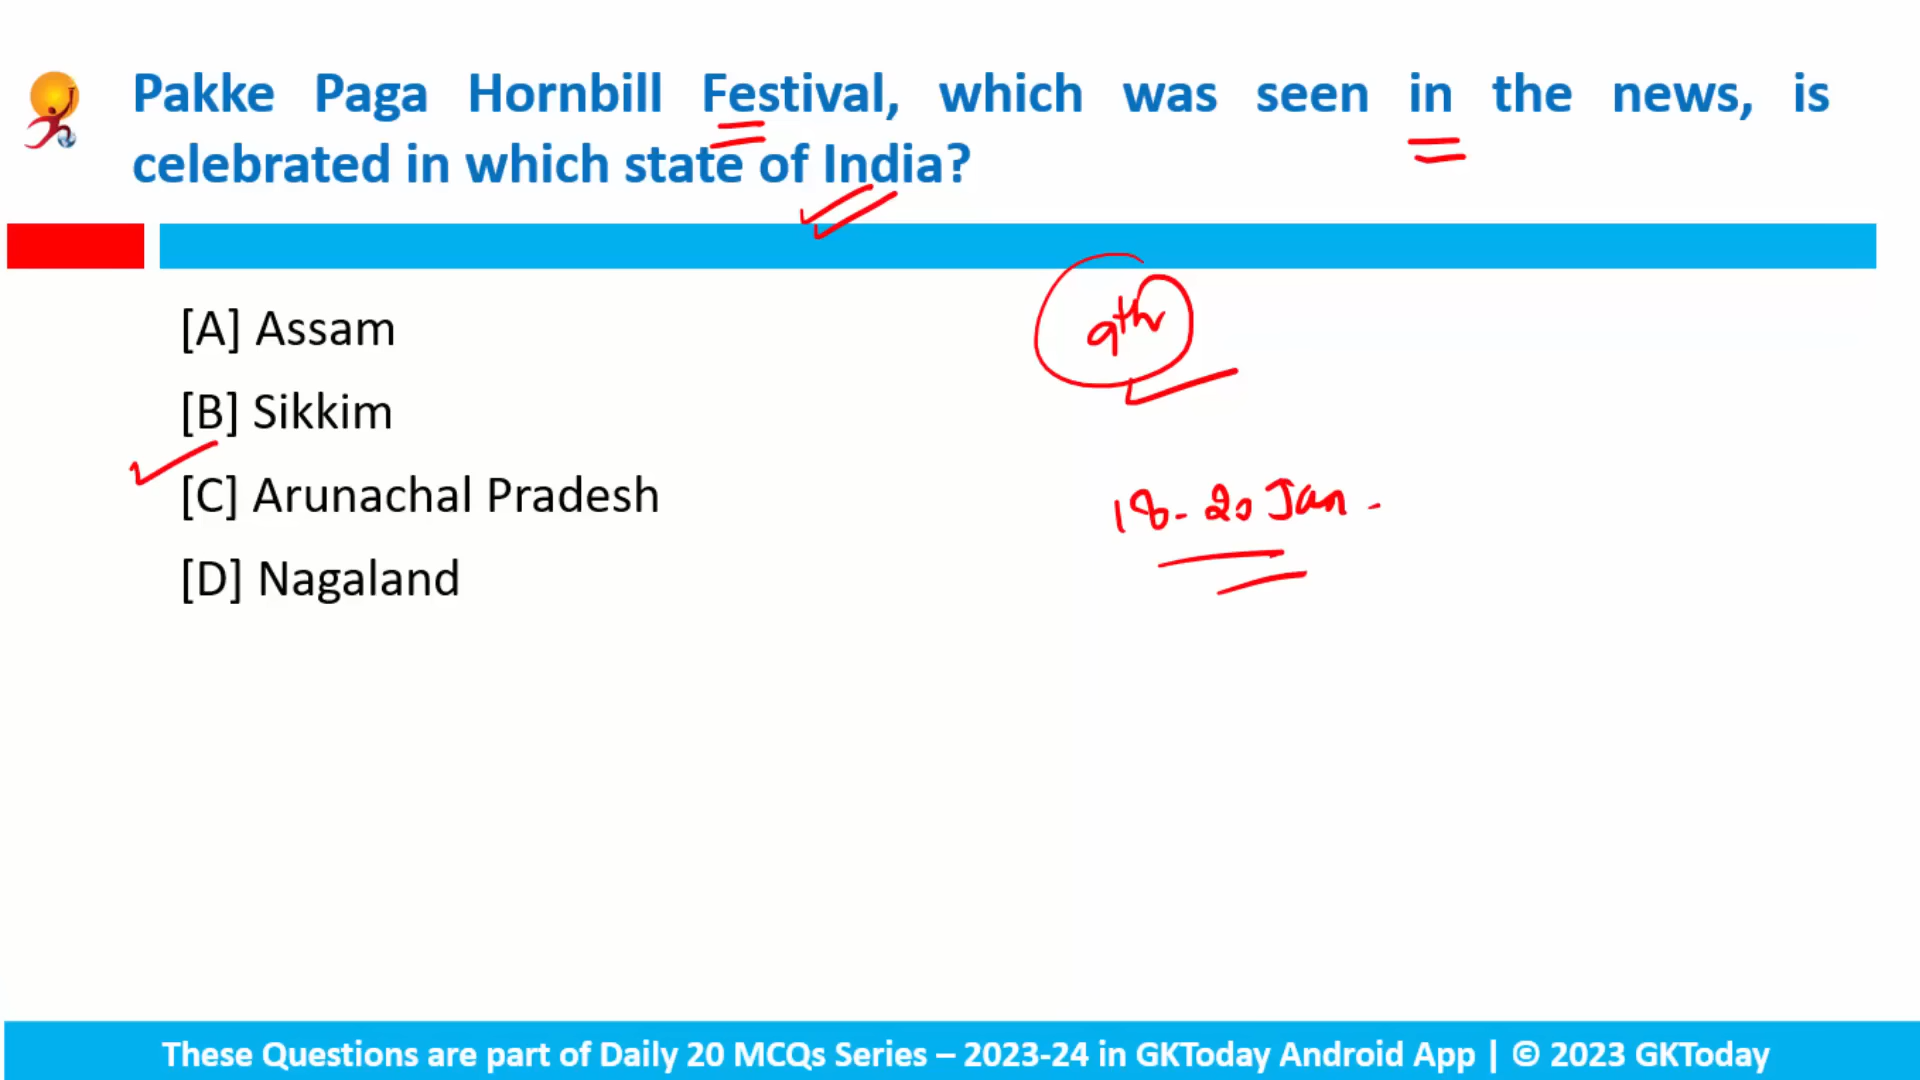 Pakke Paga Hornbill Festival, which was seen in the news, is
celebrated in which state of India?
[A] Assam
9th
[B] Sikkim
[C] Arunachal Pradesh
18-20 Jan.
[D] Nagaland
These Questions are part of Daily 20 MCQs Series – 2023-24 in GKToday Android App | © 2023 GKToday